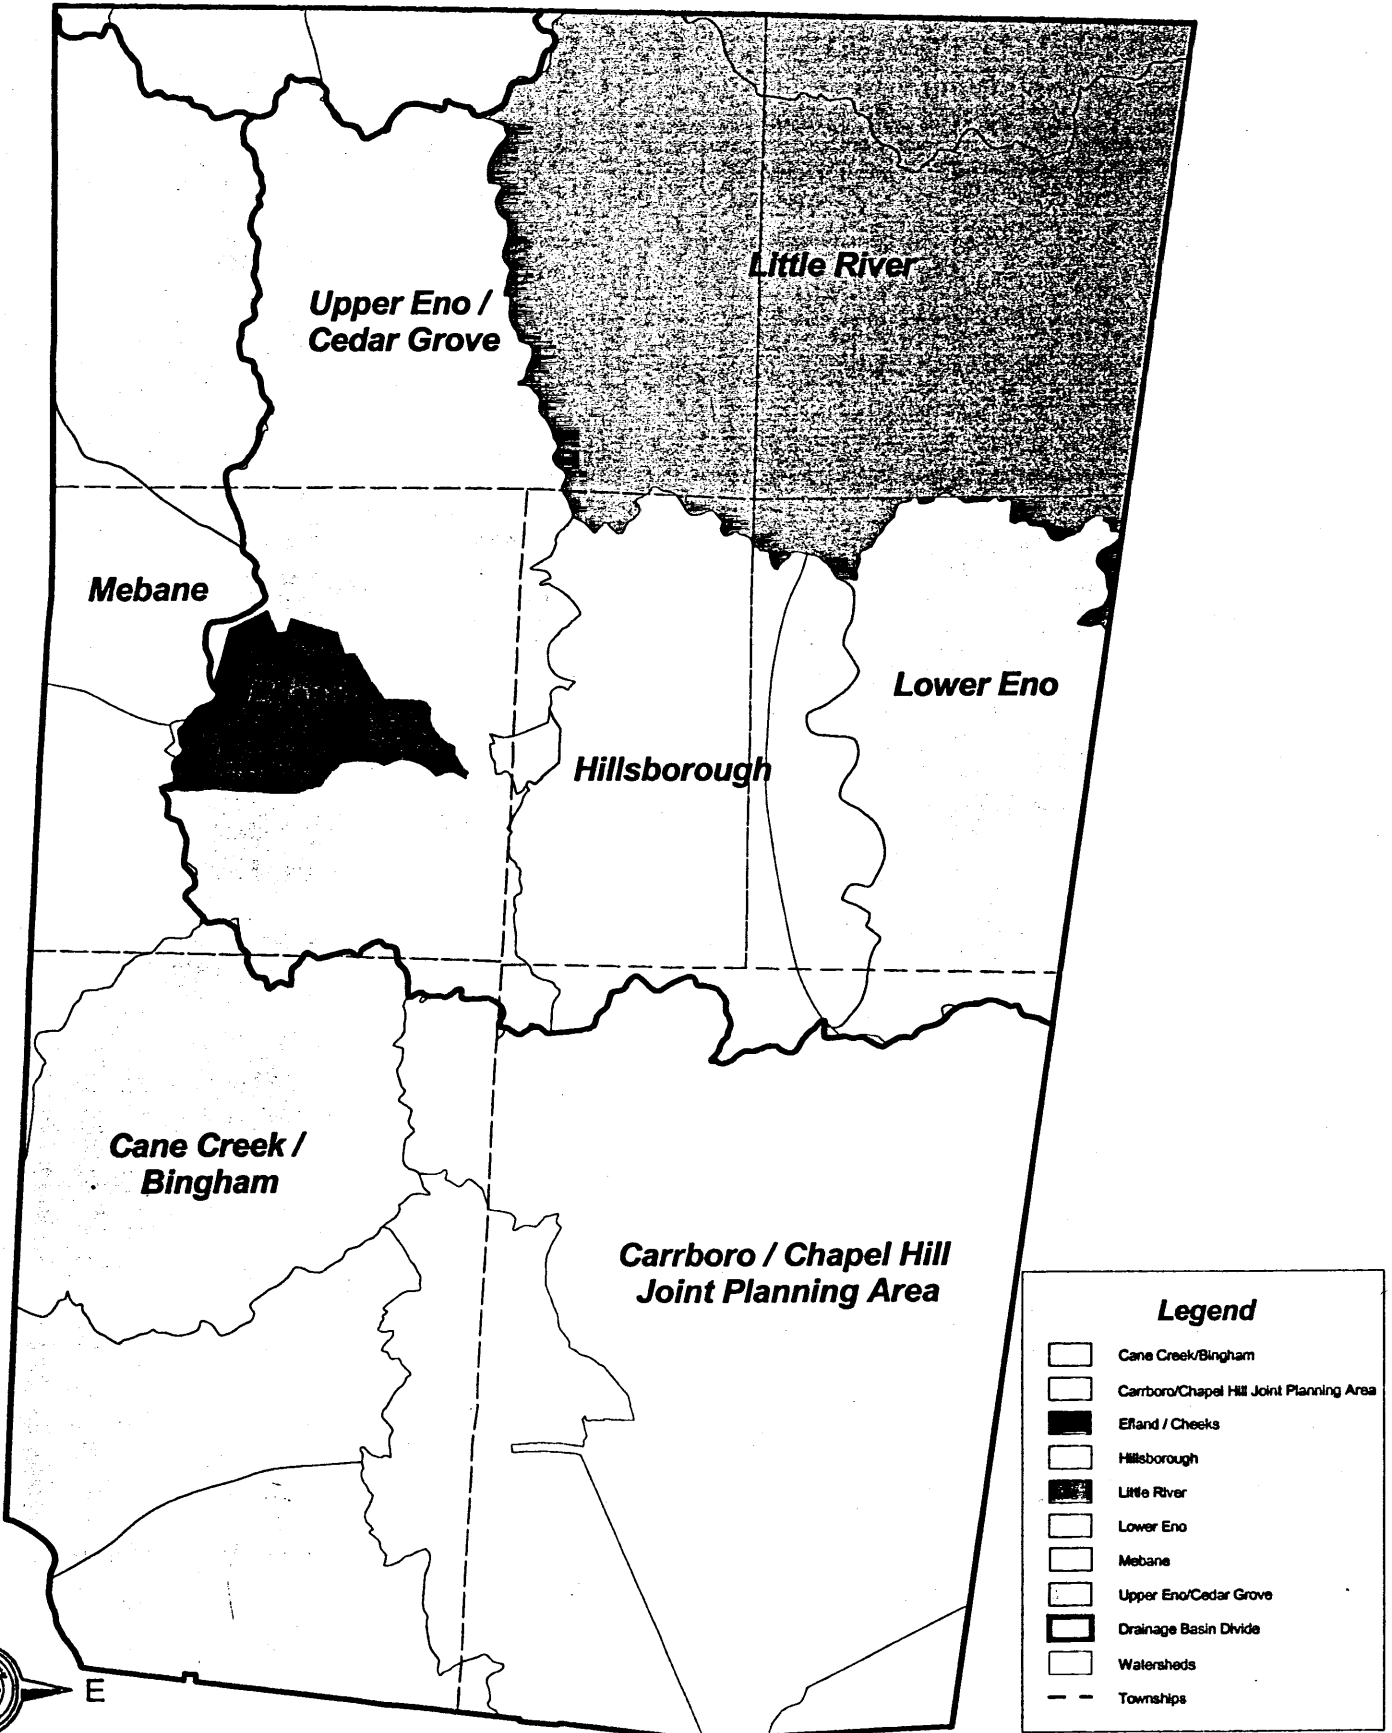 Little River
Upper Eno /
Cedar Grove
Mebane
Lower Eno
Hillsborough
Cane Creek /
Bingham
Carrboro / Chapel Hill
Joint Planning Area
Legend
Cane Creek/Bingham
Carrboro/Chapel Hill Joint Planning Area
Efland / Cheeks
Hillsborough
Little River
Lower Eno
Mebane
Upper Eno/Cedar Grove
Drainage Basin Divide
Watersheds
Townships
E